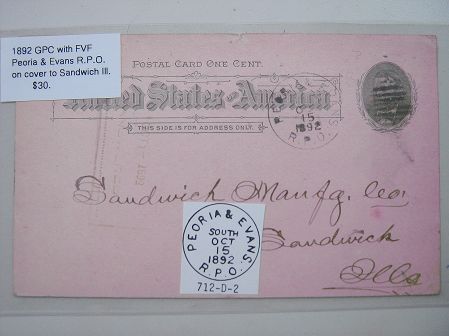 1892 GPC with FVF
Peoria & Evans R.P.O.
on cover to Sandwich Ill.
$30.
POSTAL CARD ONE CENT.
United States of America
THIS SIDE IS FOR ADDRESS ONLY.
15
1892
R.P.O.
Sandwich Manfg. Co.
Sandwich
Ills
PEORIA & EVANS
SOUTH
OCT
15
1892
R.P.O.
712-D-2